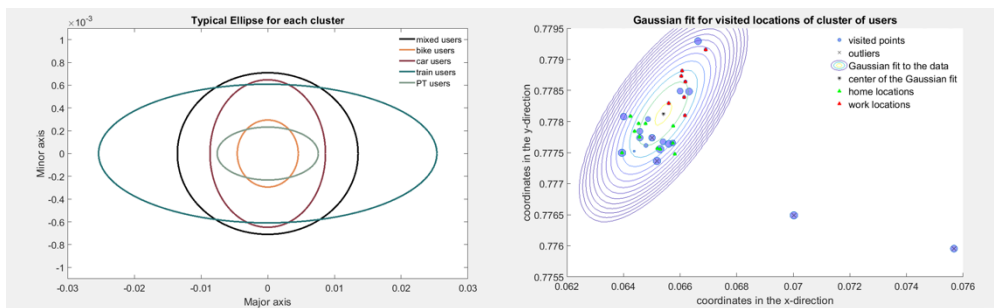 Typical Ellipse for each cluster
×10⁻³
1
0.8
0.6
0.4
0.2
0
-0.2
-0.4
-0.6
-0.8
-1
Minor axis
-0.03
-0.02
-0.01
0
0.01
0.02
0.03
Major axis
mixed users
bike users
car users
train users
PT users
Gaussian fit for visited locations of cluster of users
0.7795
0.779
0.7785
0.778
0.7775
0.777
0.7765
0.776
0.7755
coordinates in the y-direction
0.062
0.064
0.066
0.068
0.07
0.072
0.074
0.076
coordinates in the x-direction
visited points
outliers
Gaussian fit to the data
center of the Gaussian fit
home locations
work locations